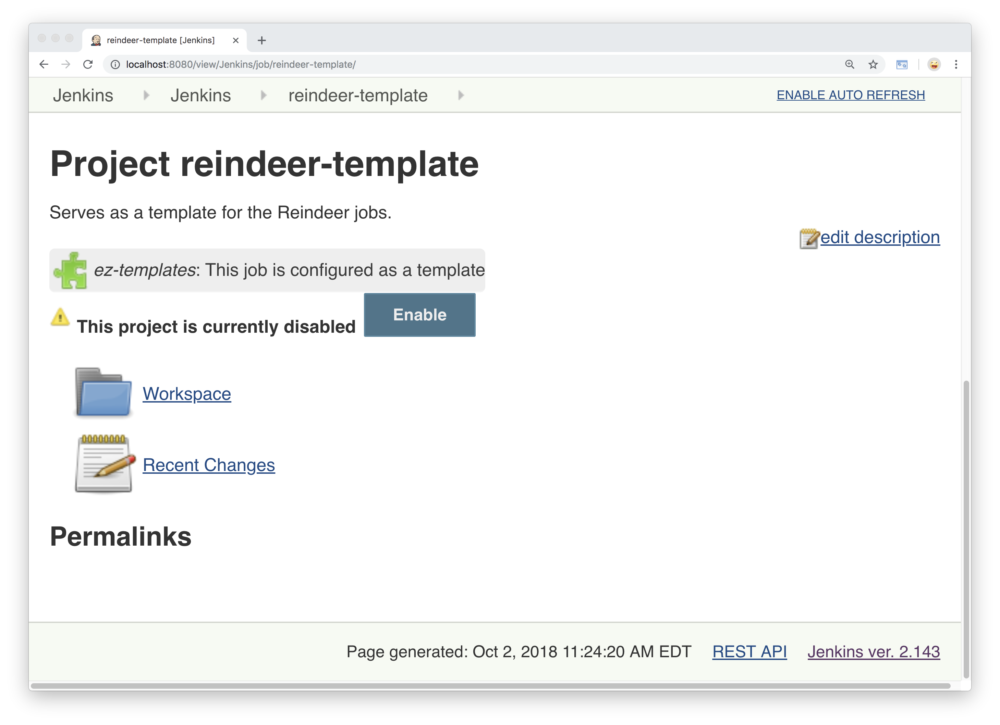 reindeer-template [Jenkins]
localhost:8080/view/Jenkins/job/reindeer-template/
Jenkins Jenkins reindeer-template ENABLE AUTO REFRESH
Project reindeer-template
Serves as a template for the Reindeer jobs.
edit description
ez-templates: This job is configured as a template
This project is currently disabled Enable
Workspace
Recent Changes
Permalinks
Page generated: Oct 2, 2018 11:24:20 AM EDT REST API Jenkins ver. 2.143